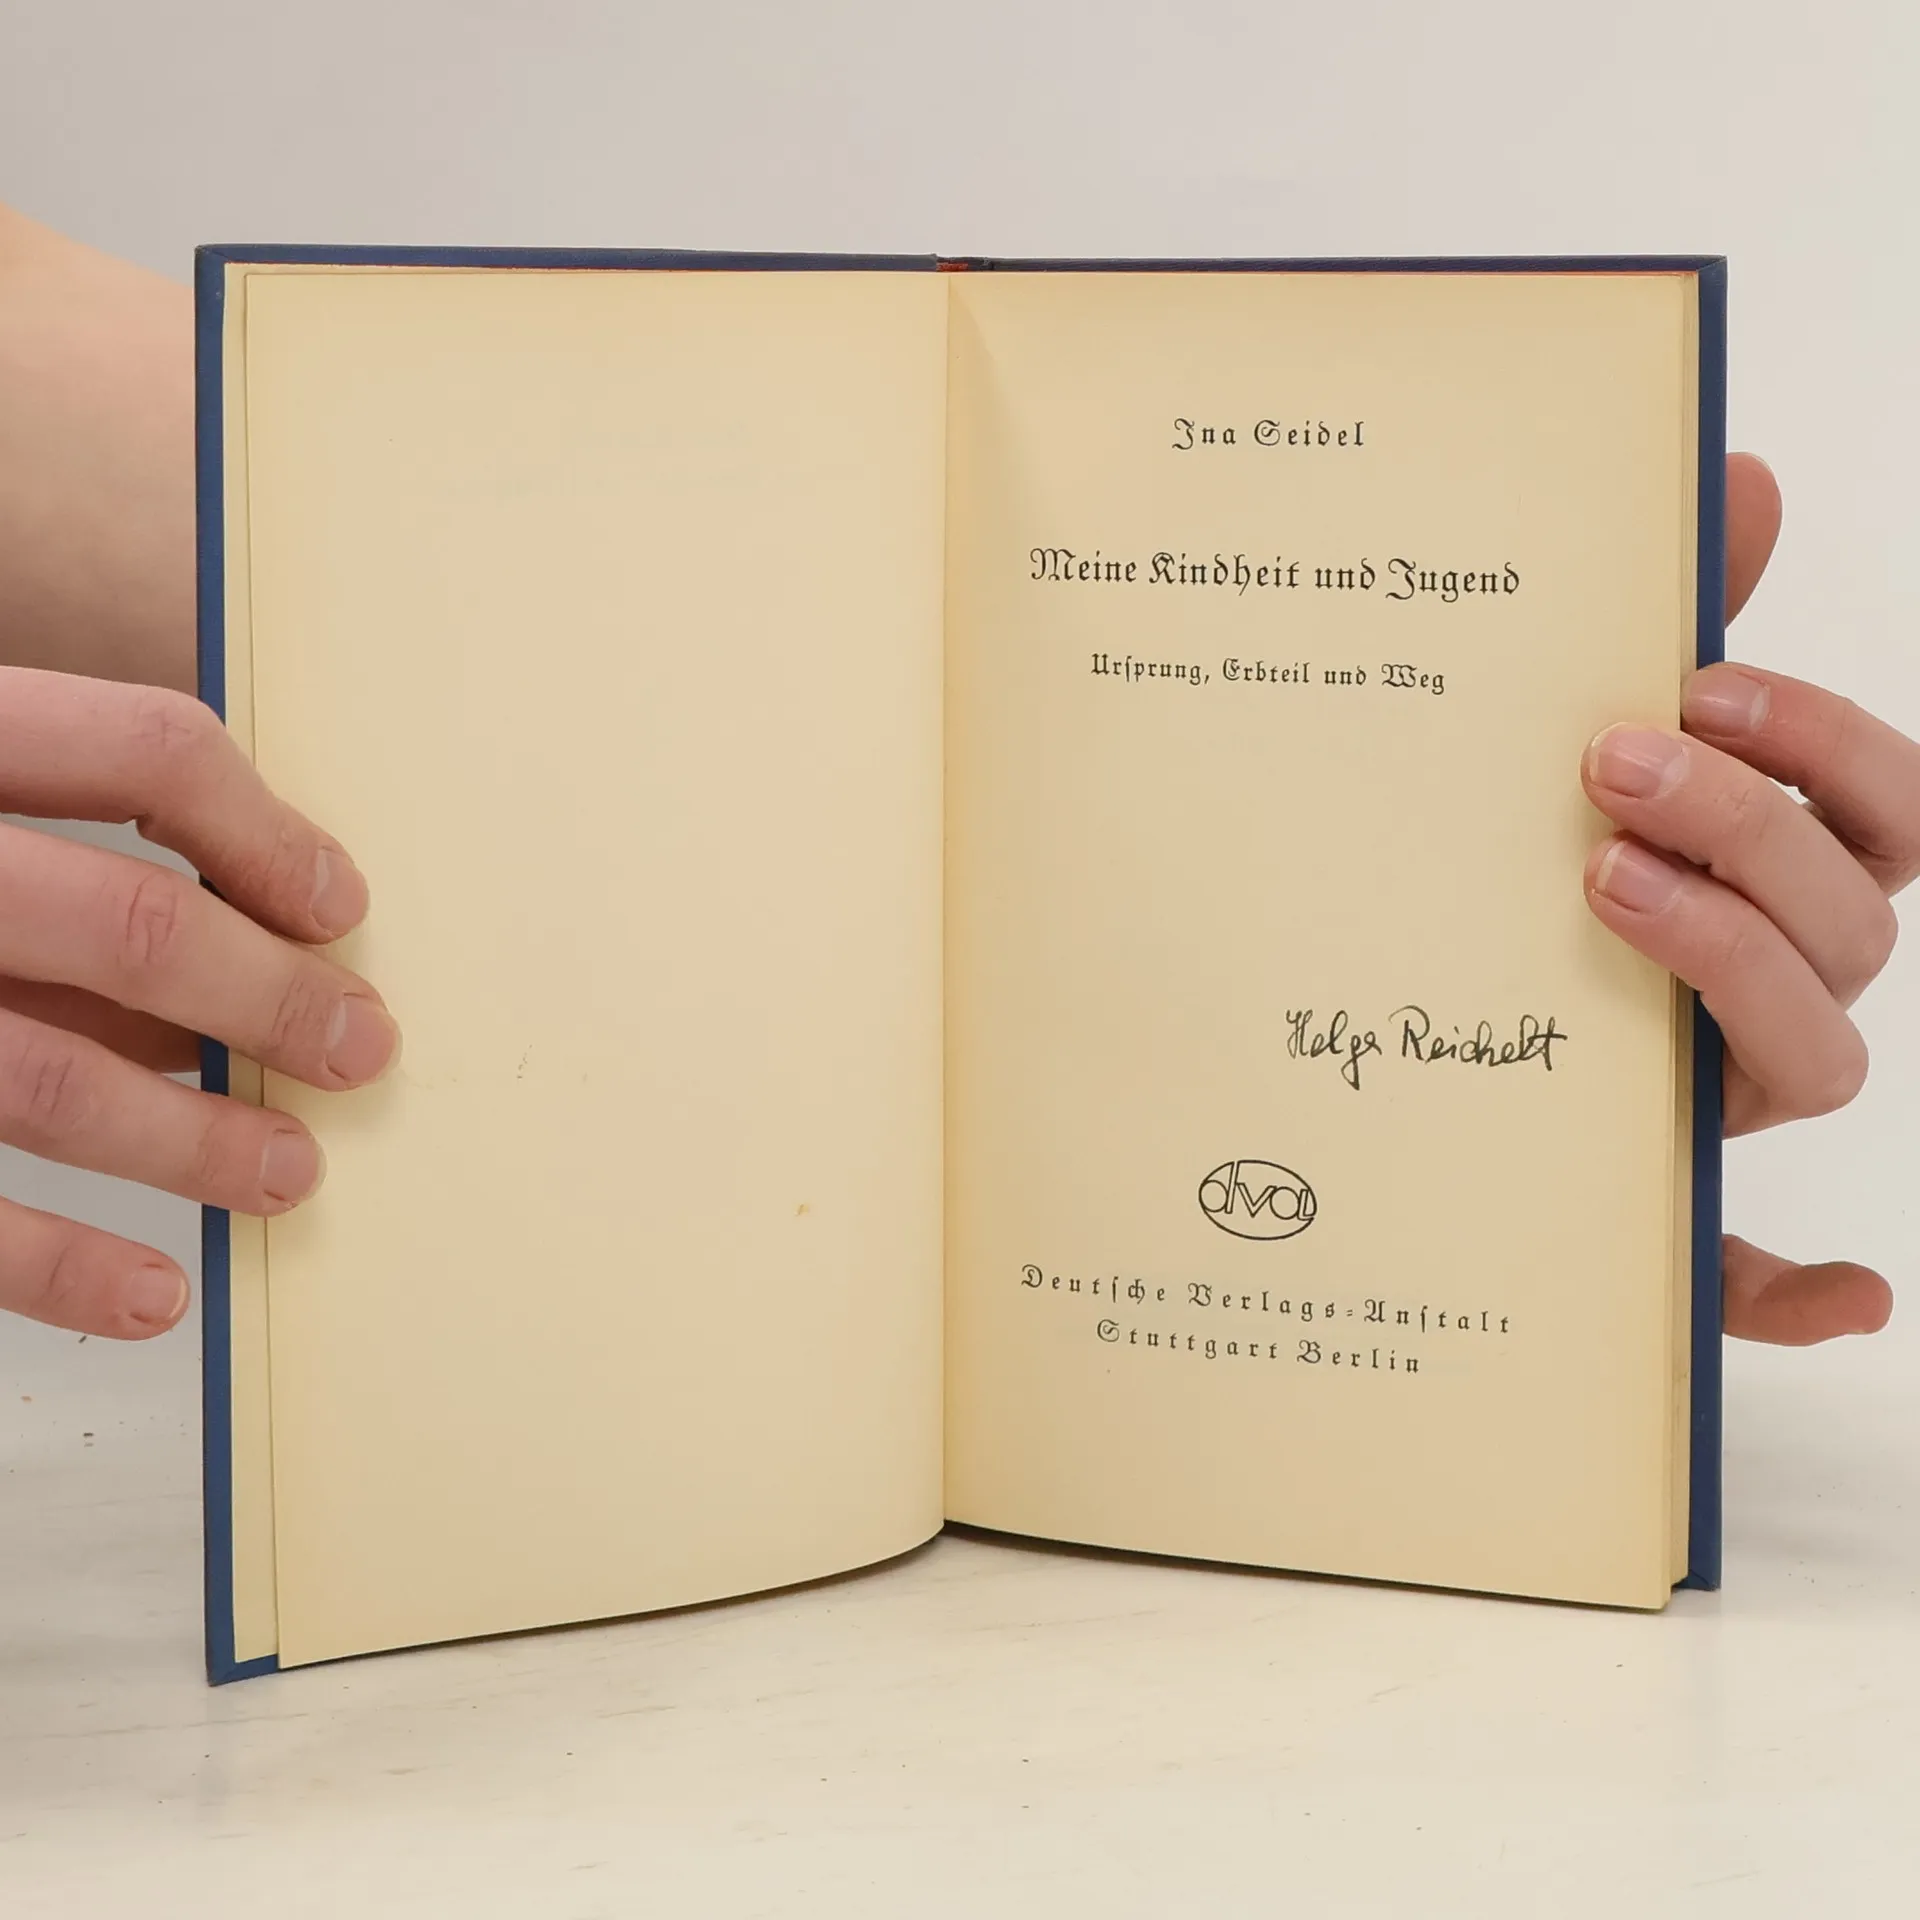 Ina Seidel
Meine Kindheit und Jugend
Urſprung, Erbteil und Weg
Helga Reichelt
dva
Deutſche Verlags=Anſtalt
Stuttgart Berlin